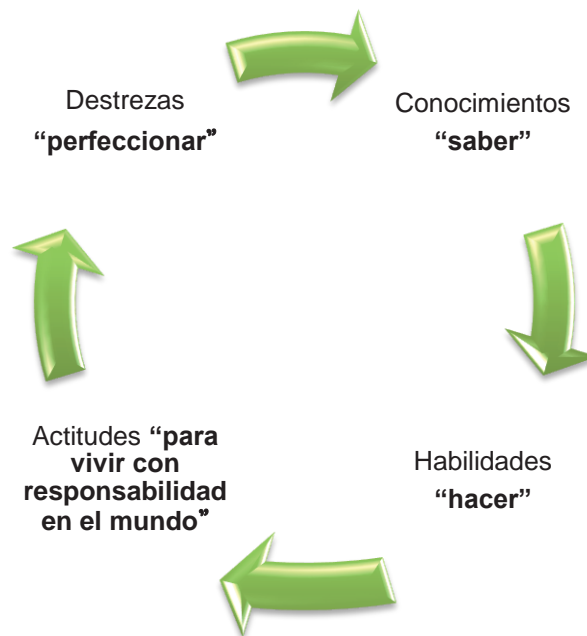 Destrezas
“perfeccionar”
Conocimientos
“saber”
Habilidades
“hacer”
Actitudes “para
vivir con
responsabilidad
en el mundo”